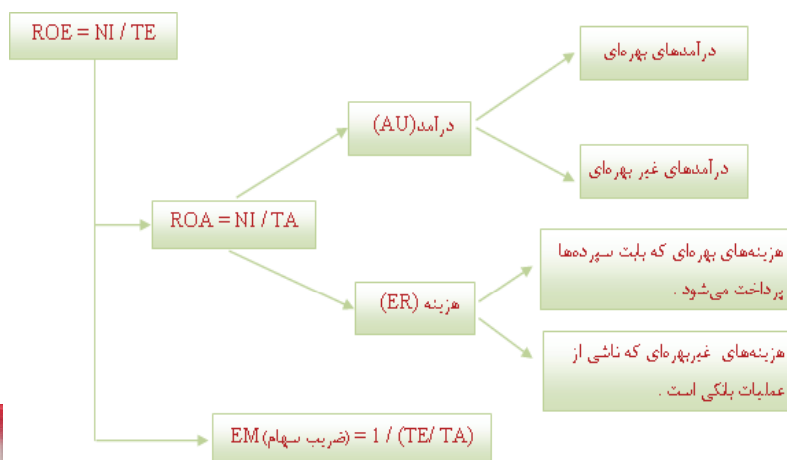 ROE = NI / TE
درآمدهای بهره‌ای
درامد(AU)
درآمدهای غیر بهره‌ای
ROA = NI / TA
هزینه‌های بهره‌ای که بابت سپرده‌ها
پرداخت می‌شود .
هزینه (ER)
هزینه‌های غیربهره‌ای که ناشی از
عملیات بانکی است .
EM(ضریب سهام) = 1 / (TE/ TA)